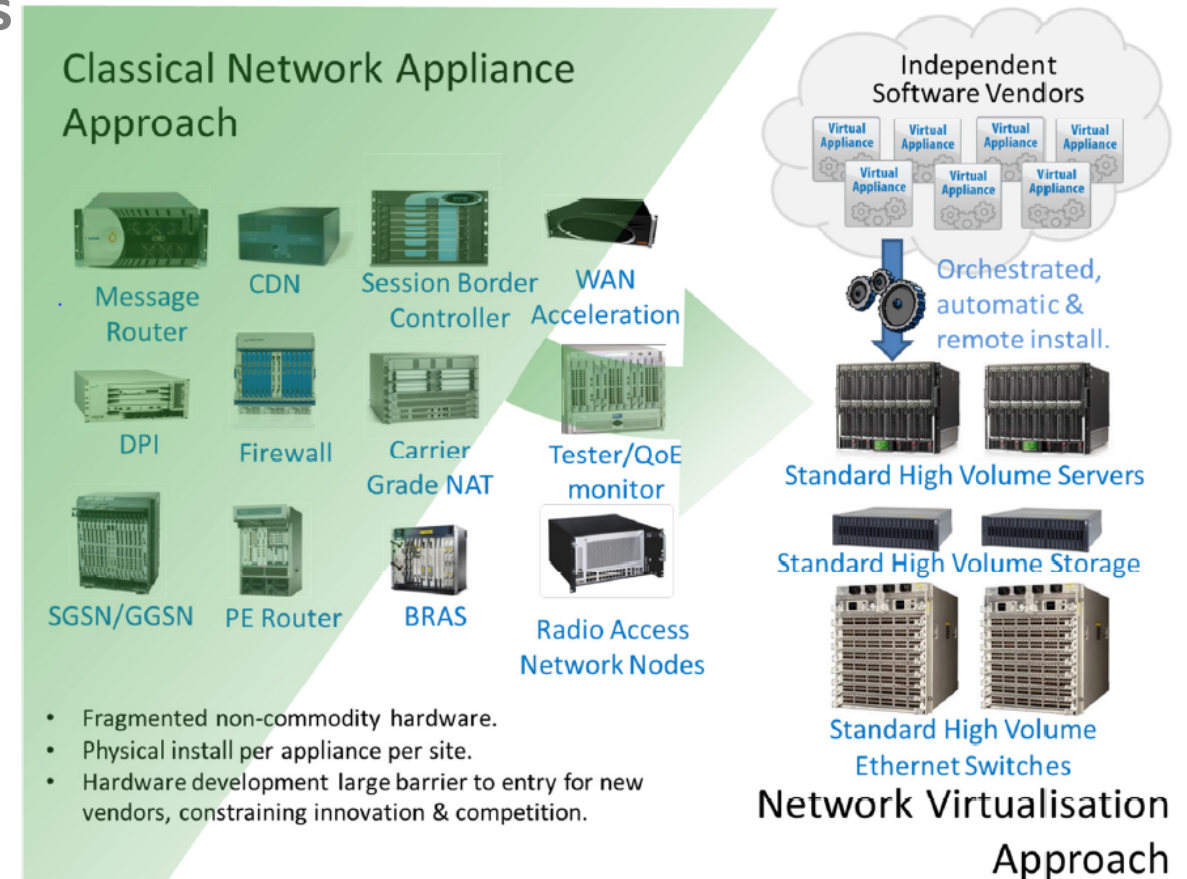 s
Classical Network Appliance
Approach
Message
Router
CDN
Session Border
Controller
WAN
Acceleration
DPI
Firewall
Carrier
Grade NAT
Tester/QoE
monitor
SGSN/GGSN
PE Router
BRAS
Radio Access
Network Nodes
• Fragmented non-commodity hardware.
• Physical install per appliance per site.
• Hardware development large barrier to entry for new
vendors, constraining innovation & competition.
Independent
Software Vendors
Virtual
Appliance
Virtual
Appliance
Virtual
Appliance
Virtual
Appliance
Virtual
Appliance
Virtual
Appliance
Virtual
Appliance
Orchestrated,
automatic &
remote install.
Standard High Volume Servers
Standard High Volume Storage
Standard High Volume
Ethernet Switches
Network Virtualisation
Approach